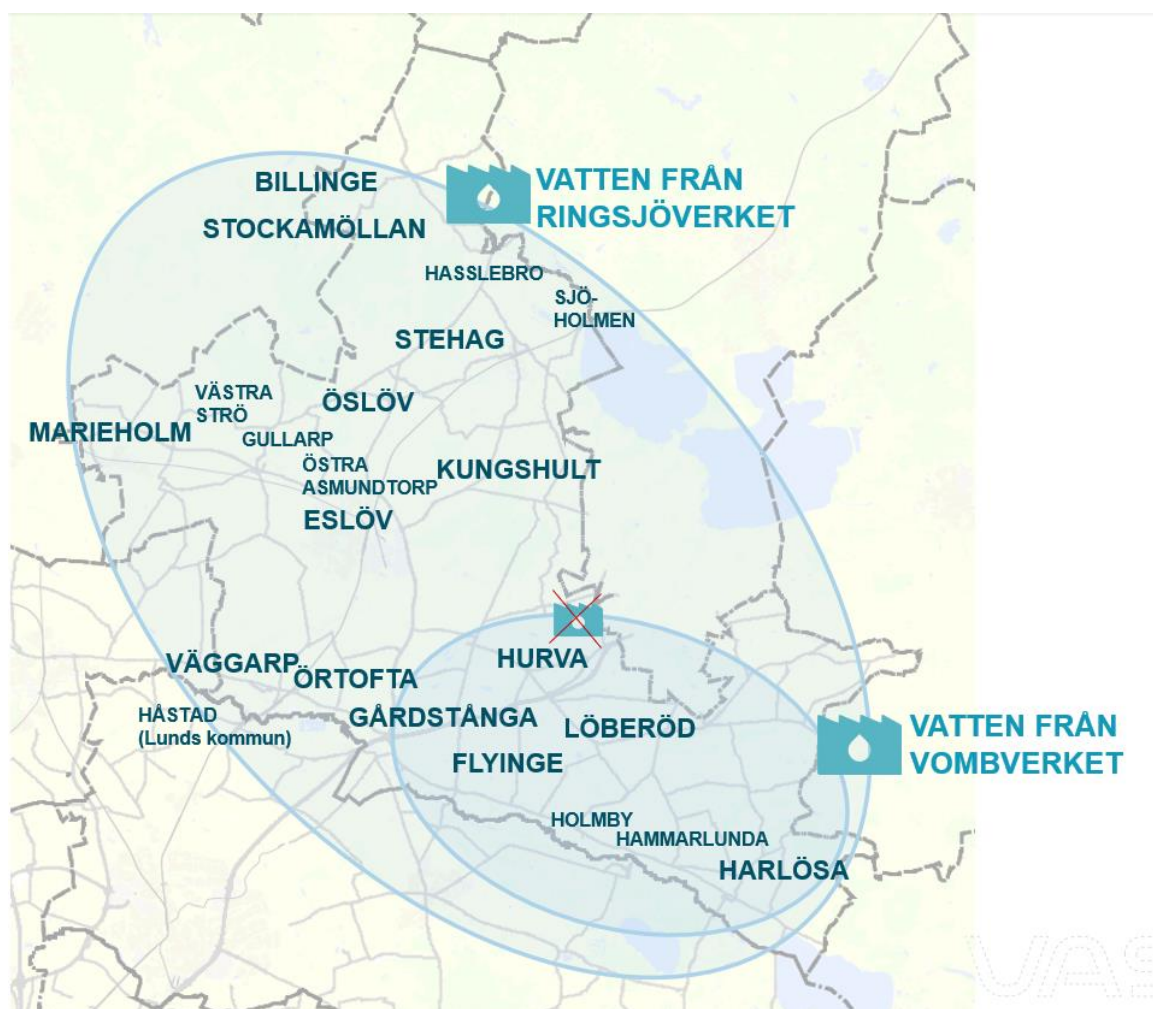 BILLINGE
STOCKAMÖLLAN
VATTEN FRÅN
RINGSJÖVERKET
HASSLEBRO
SJÖ-
HOLMEN
STEHAG
VÄSTRA
STRÖ
ÖSLÖV
MARIEHOLM
GULLARP
ÖSTRA
ASMUNDTORP
KUNGSHULT
ESLÖV
HURVA
VÄGGARP
ÖRTOFTA
HÅSTAD
(Lunds kommun)
GÅRDSTÅNGA
LÖBERÖD
FLYINGE
VATTEN FRÅN
VOMBVERKET
HOLMBY
HAMMARLUNDA
HARLÖSA
VAS